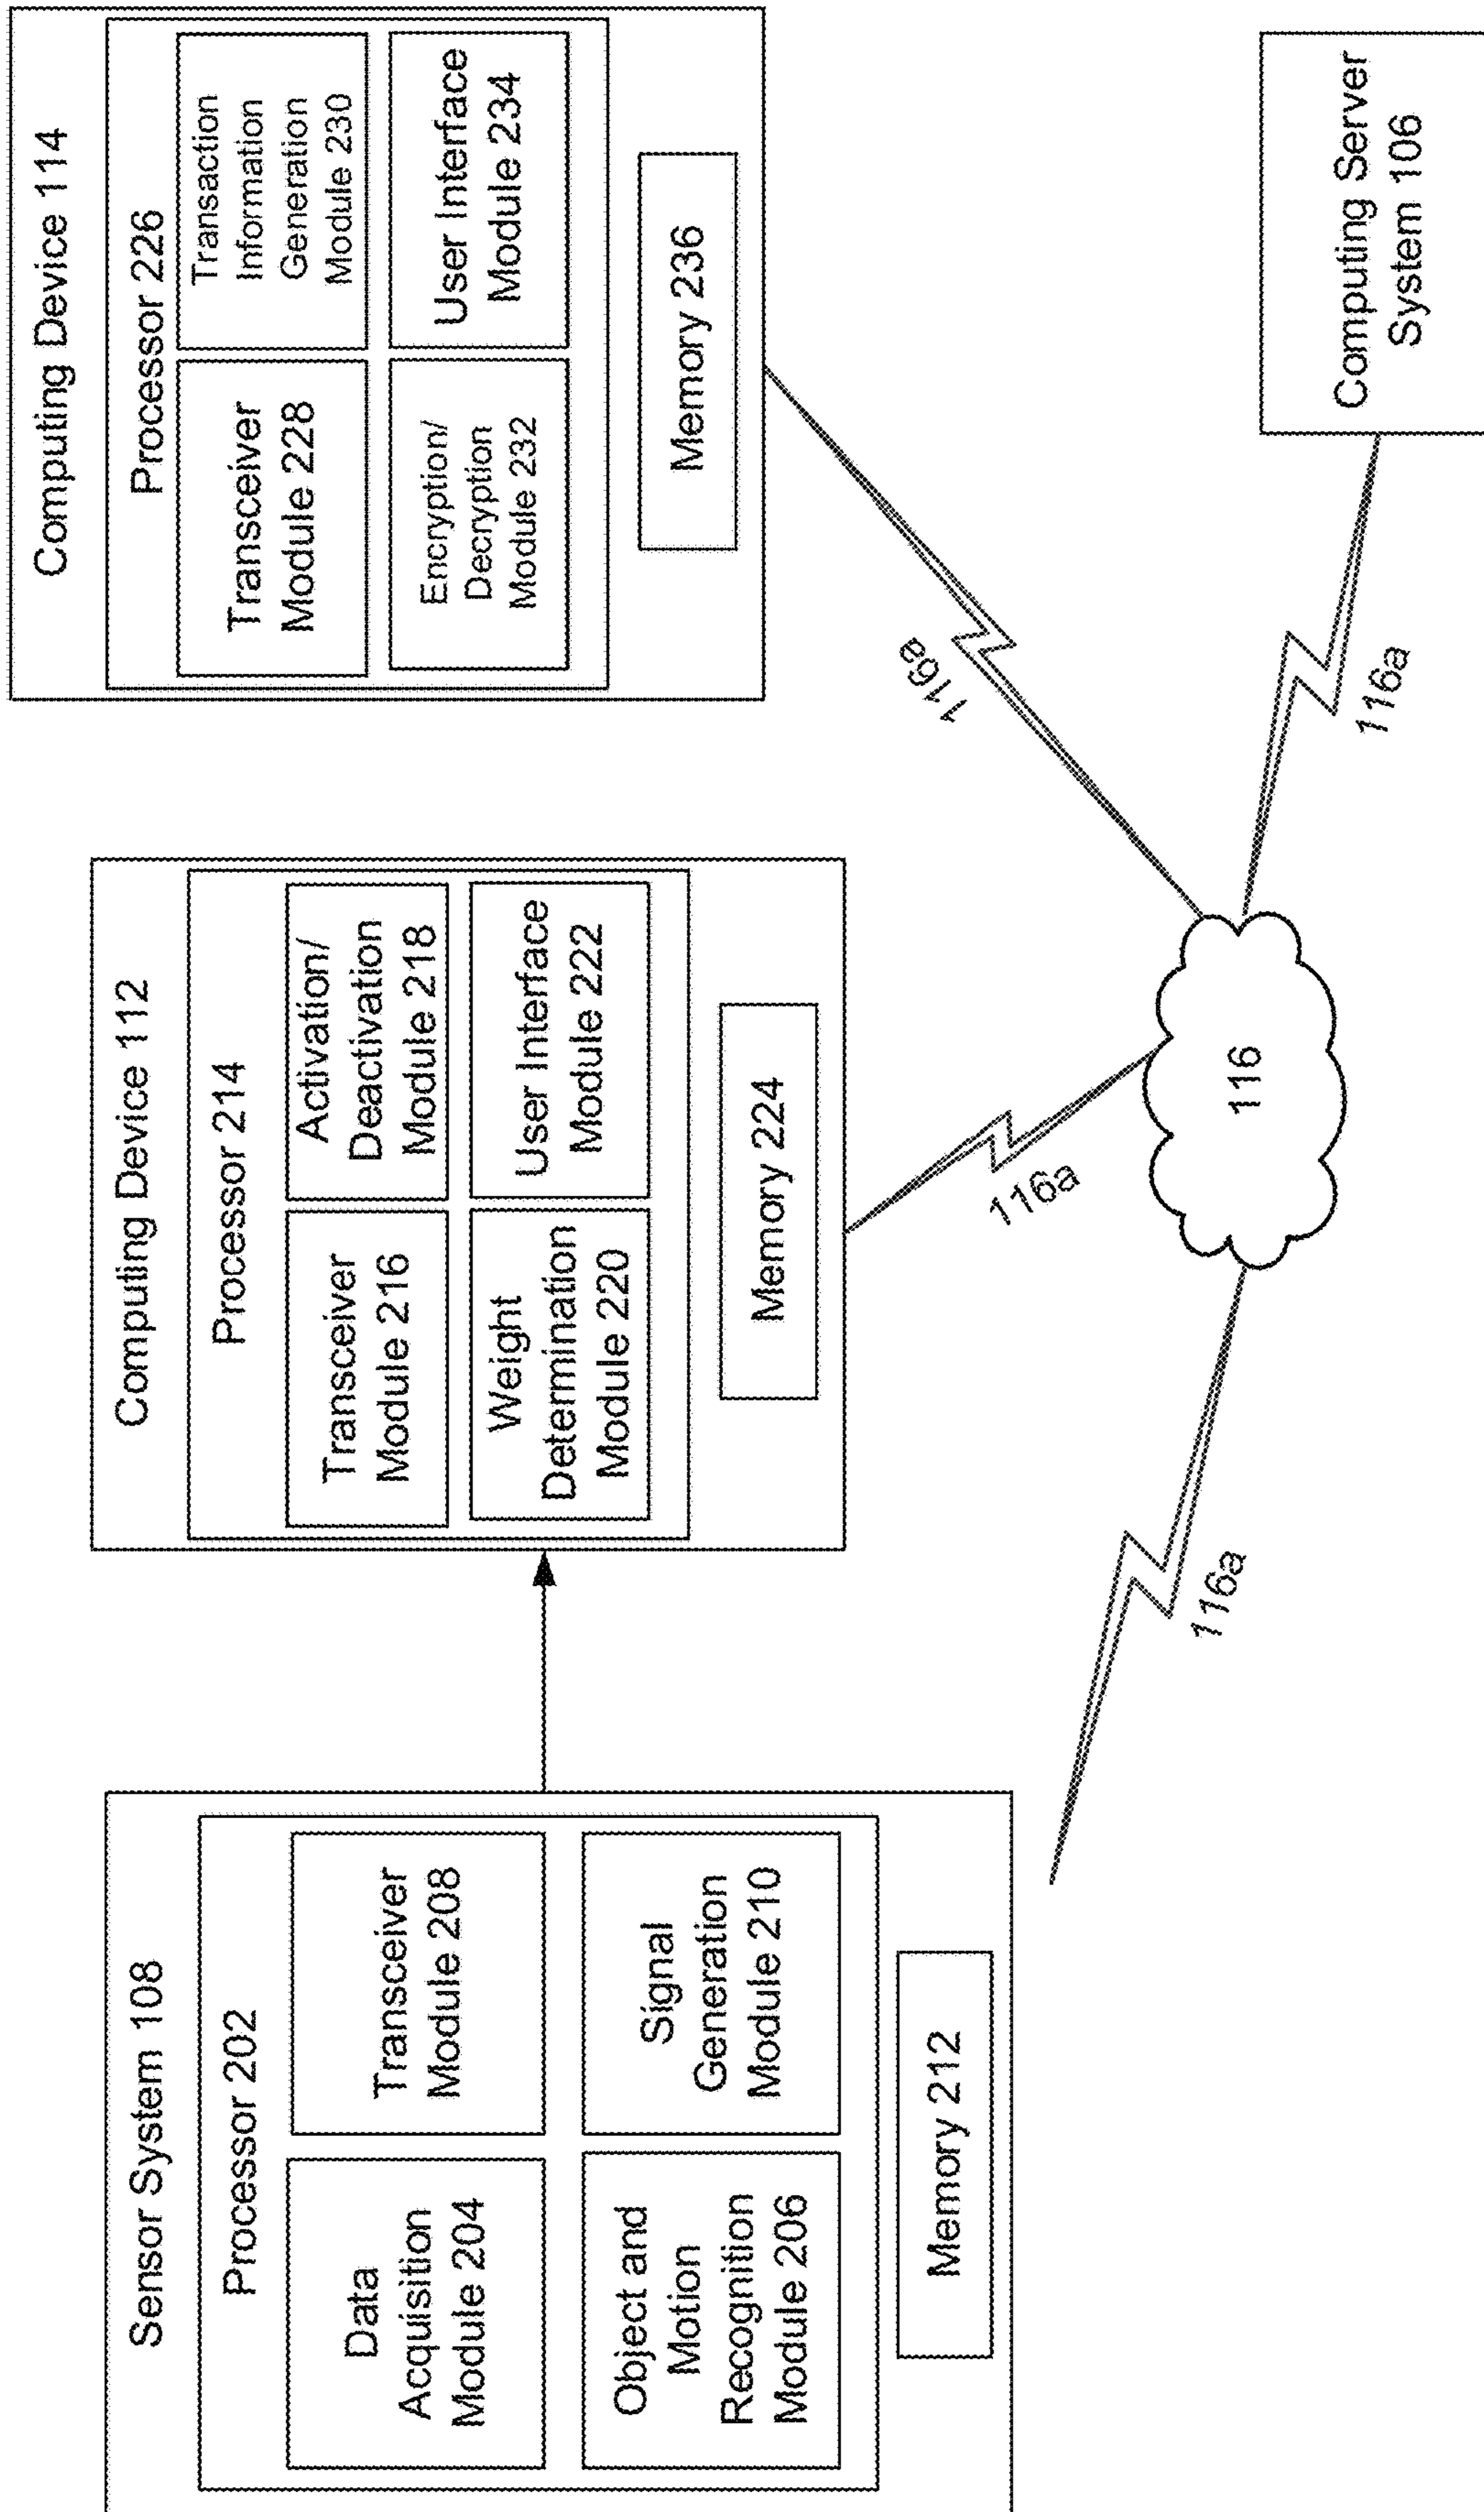 Sensor System 108
Processor 202
Data
Acquisition
Module 204
Transceiver
Module 208
Object and
Motion
Recognition
Module 206
Signal
Generation
Module 210
Memory 212
Computing Device 112
Processor 214
Transceiver
Module 216
Activation/
Deactivation
Module 218
Weight
Determination
Module 220
User Interface
Module 222
Memory 224
Computing Device 114
Processor 226
Transceiver
Module 228
Transaction
Information
Generation
Module 230
Encryption/
Decryption
Module 232
User Interface
Module 234
Memory 236
116a
116a
116a
116
116a
Computing Server
System 106